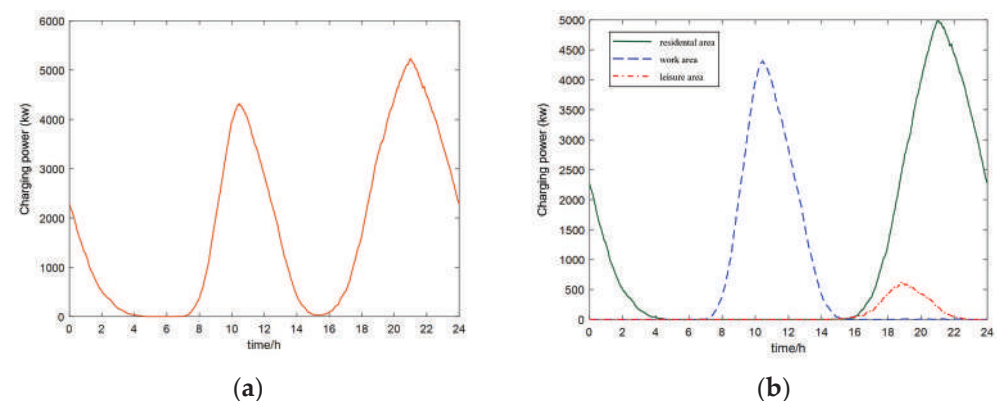 6000
5000
4000
3000
2000
1000
0
Charging power (kw)
0 2 4 6 8 10 12 14 16 18 20 22 24
time/h
(a)
5000
4500
4000
3500
3000
2500
2000
1500
1000
500
0
Charging power (kw)
residental area
work area
leisure area
0 2 4 6 8 10 12 14 16 18 20 22 24
time/h
(b)